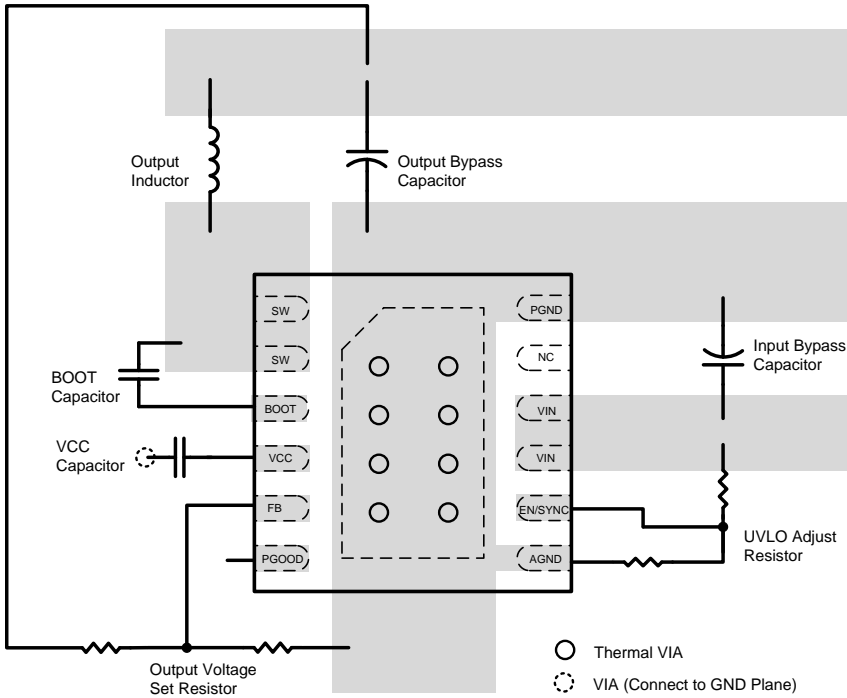 Output
Inductor
Output Bypass
Capacitor
SW
PGND
SW
NC
Input Bypass
Capacitor
BOOT
Capacitor
BOOT
VIN
VCC
Capacitor
VCC
VIN
FB
EN/SYNC
UVLO Adjust
Resistor
PGOOD
AGND
Output Voltage
Set Resistor
Thermal VIA
VIA (Connect to GND Plane)